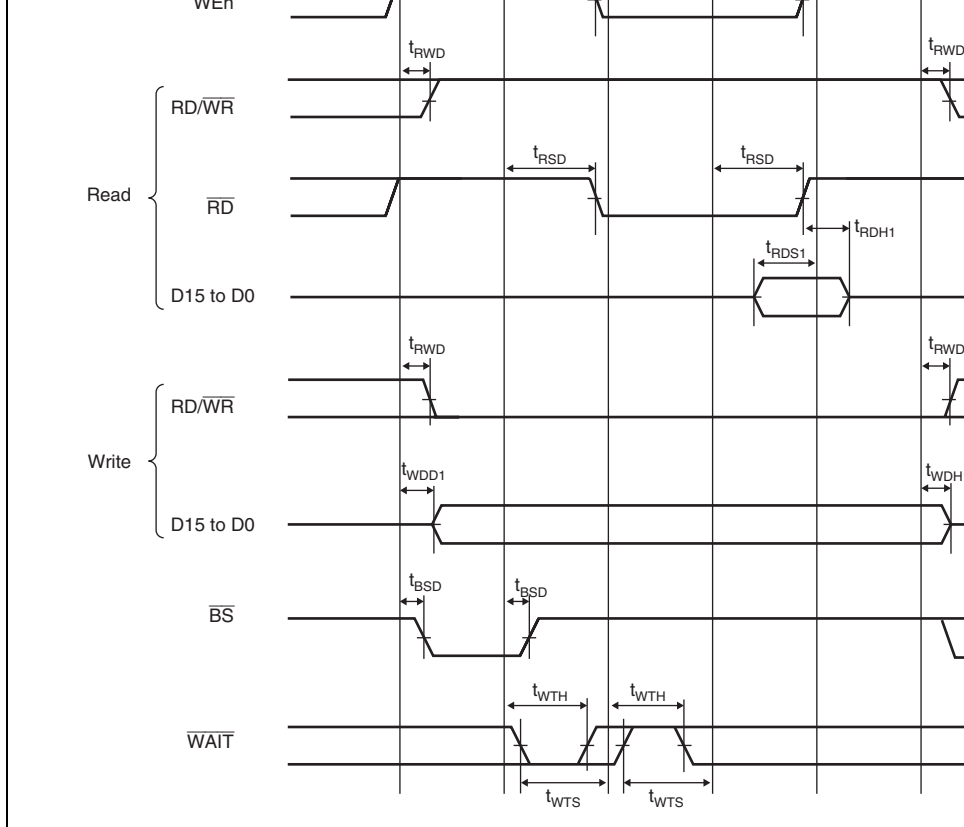 WEn
tRWD tRWD
RD/WR
tRSD tRSD
Read
RD
tRDH1
tRDS1
D15 to D0
tRWD tRWD
RD/WR
Write
tWDD1 tWDH
D15 to D0
tBSD tBSD
BS
tWTH tWTH
WAIT
tWTS tWTS